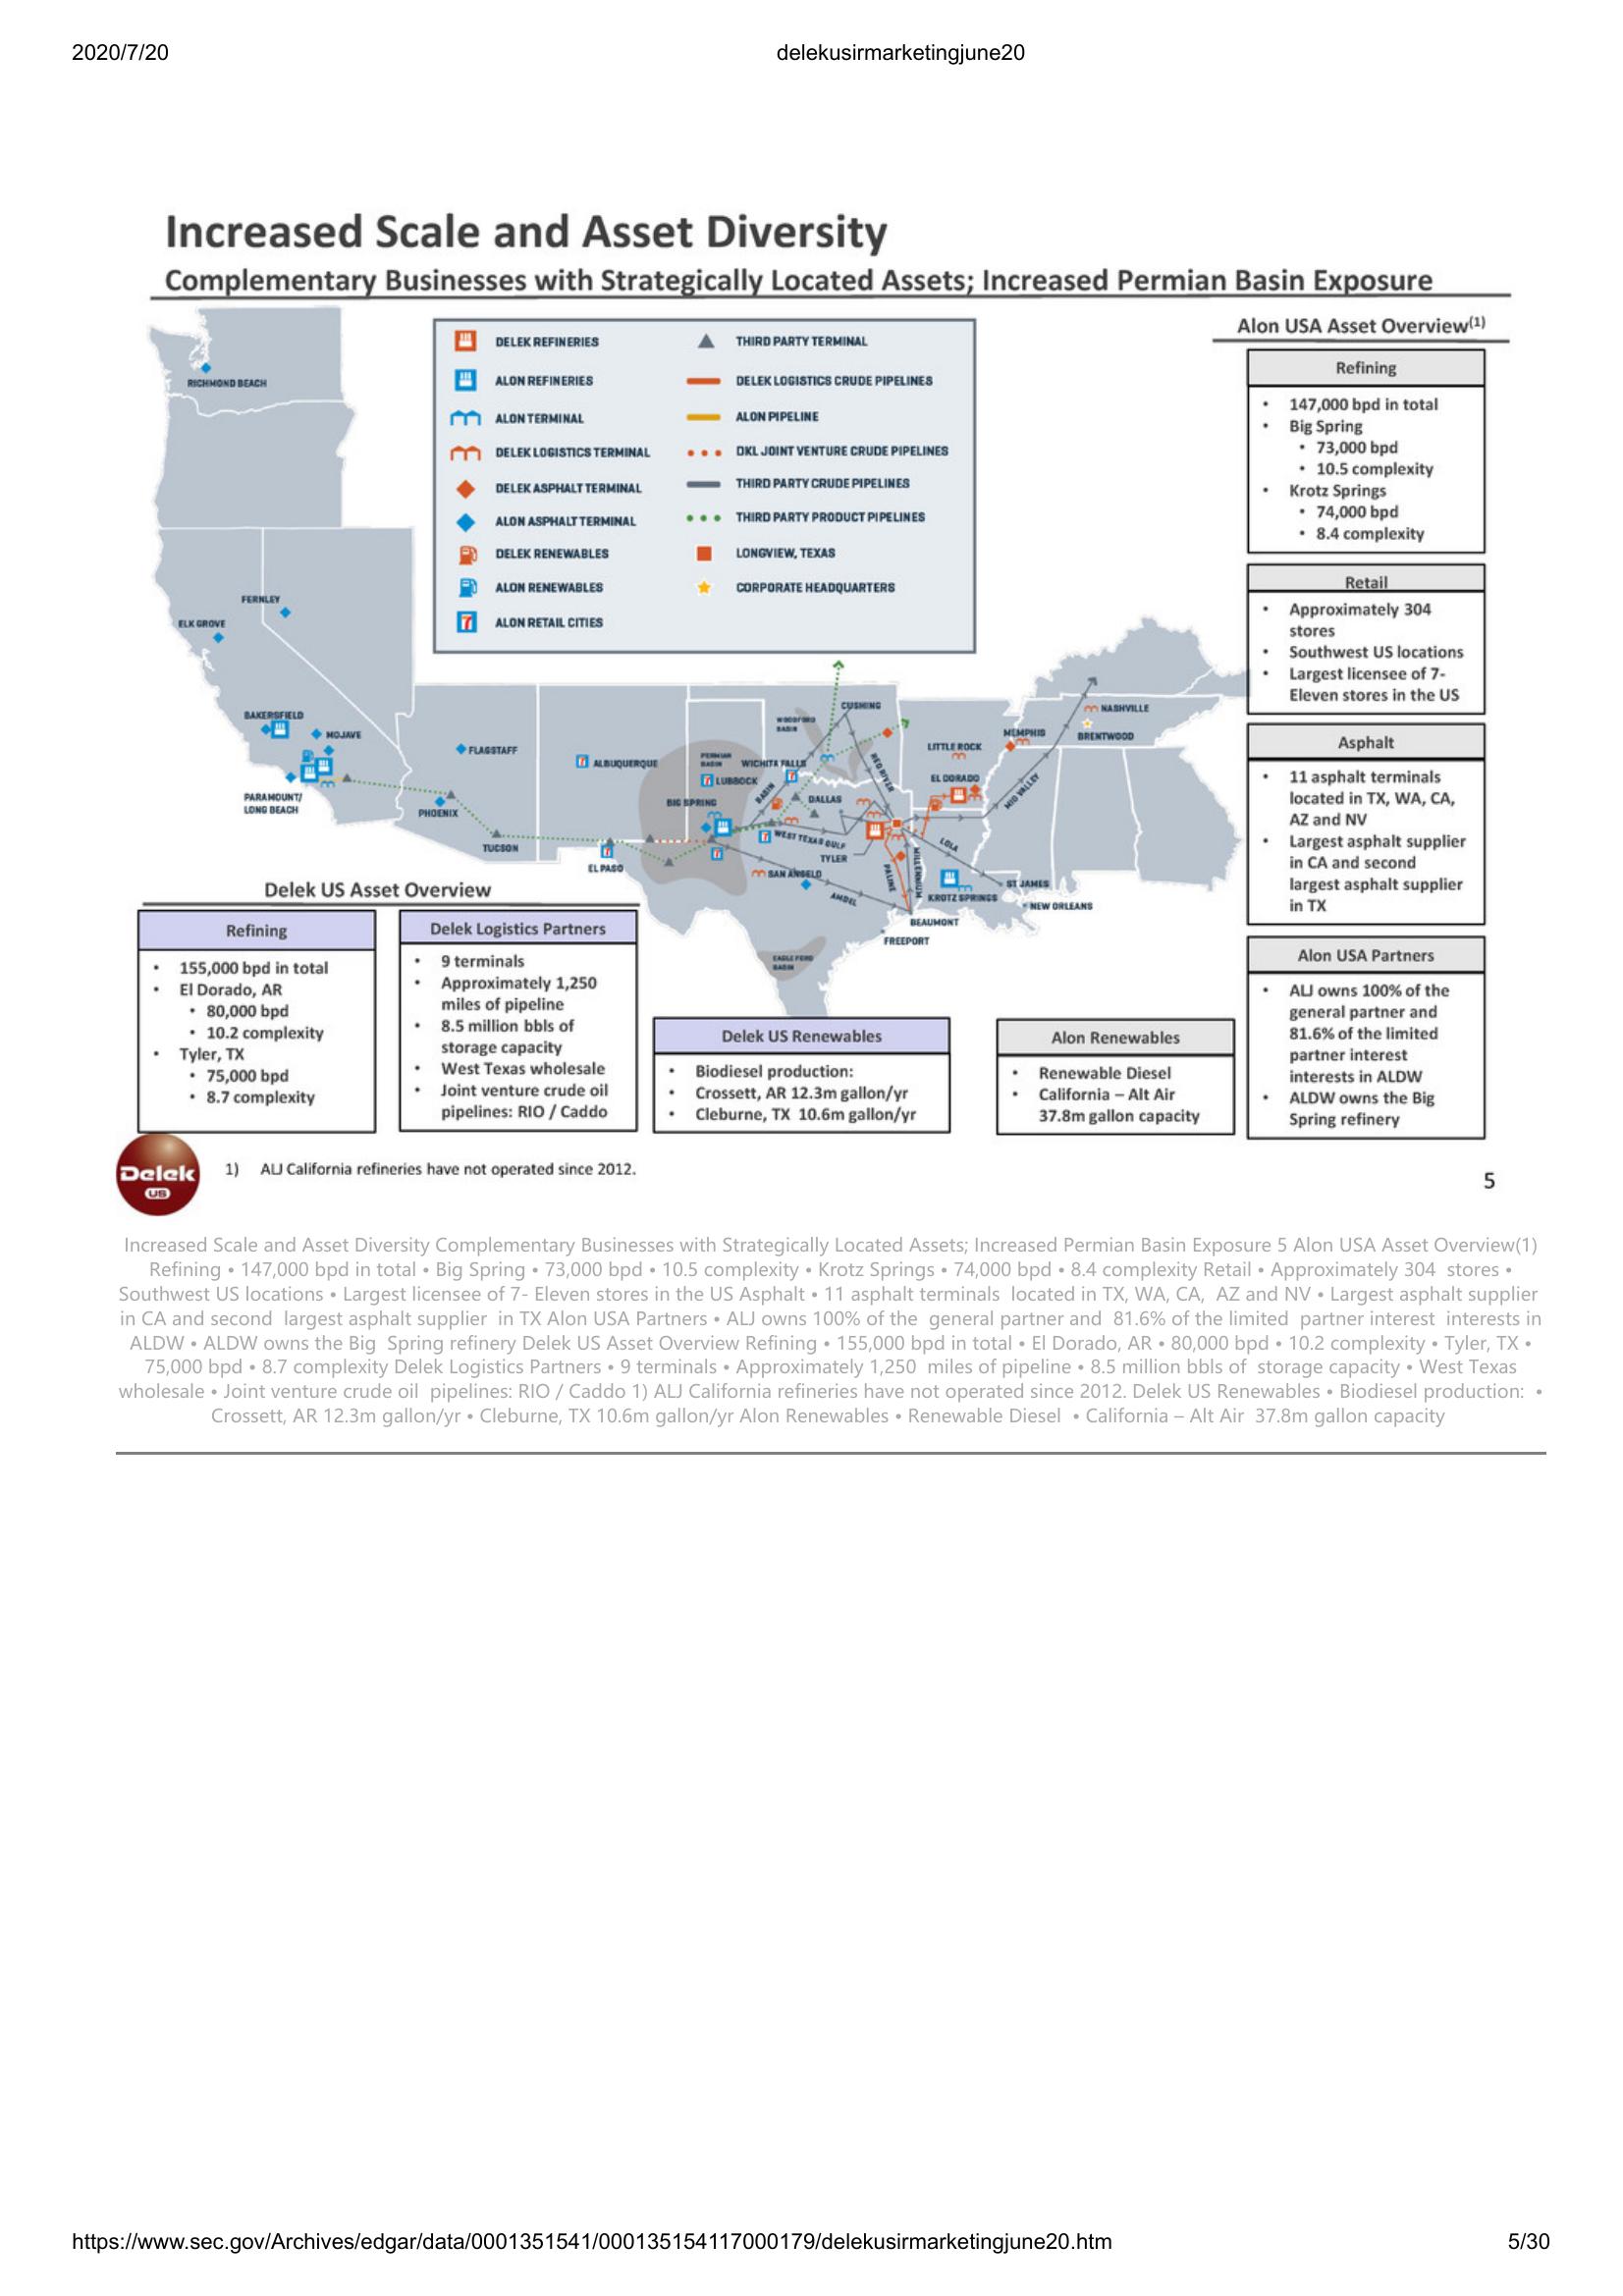 2020/7/20
delekusirmarketingjune20
Increased Scale and Asset Diversity
Complementary Businesses with Strategically Located Assets; Increased Permian Basin Exposure
RICHMOND BEACH
FERNLEY
ELK GROVE
BAKERSFIELD
MOJAVE
PARAMOUNT/
LONG BEACH
FLAGSTAFF
PHOENIX
TUCSON
ALBUQUERQUE
EL PASO
DELEK REFINERIES
ALON REFINERIES
ALON TERMINAL
DELEK LOGISTICS TERMINAL
DELEK ASPHALT TERMINAL
ALON ASPHALT TERMINAL
DELEK RENEWABLES
ALON RENEWABLES
ALON RETAIL CITIES
THIRD PARTY TERMINAL
DELEK LOGISTICS CRUDE PIPELINES
ALON PIPELINE
DKL JOINT VENTURE CRUDE PIPELINES
THIRD PARTY CRUDE PIPELINES
THIRD PARTY PRODUCT PIPELINES
LONGVIEW, TEXAS
CORPORATE HEADQUARTERS
WOODFORD
BASIN
CUSHING
PERMIAN
BASIN
WICHITA FALLS
LUBBOCK
BIG SPRING
BASIN
DALLAS
RED RIVER
WEST TEXAS GULF
TYLER
SAN ANGELO
AMDEL
PALINE
MILLENNIUM
LOLA
LITTLE ROCK
EL DORADO
MEMPHIS
NASHVILLE
BRENTWOOD
MID VALLEY
KROTZ SPRINGS
ST JAMES
NEW ORLEANS
BEAUMONT
FREEPORT
EAGLE FORD
BASIN
Alon USA Asset Overview(1)
Refining
• 147,000 bpd in total
• Big Spring
• 73,000 bpd
• 10.5 complexity
• Krotz Springs
• 74,000 bpd
• 8.4 complexity
Retail
• Approximately 304
stores
• Southwest US locations
• Largest licensee of 7-
Eleven stores in the US
Asphalt
• 11 asphalt terminals
located in TX, WA, CA,
AZ and NV
• Largest asphalt supplier
in CA and second
largest asphalt supplier
in TX
Alon USA Partners
• ALJ owns 100% of the
general partner and
81.6% of the limited
partner interest
interests in ALDW
• ALDW owns the Big
Spring refinery
Delek US Asset Overview
Refining
• 155,000 bpd in total
• El Dorado, AR
• 80,000 bpd
• 10.2 complexity
• Tyler, TX
• 75,000 bpd
• 8.7 complexity
Delek Logistics Partners
• 9 terminals
• Approximately 1,250
miles of pipeline
• 8.5 million bbls of
storage capacity
• West Texas wholesale
• Joint venture crude oil
pipelines: RIO / Caddo
Delek US Renewables
• Biodiesel production:
• Crossett, AR 12.3m gallon/yr
• Cleburne, TX 10.6m gallon/yr
Alon Renewables
• Renewable Diesel
• California – Alt Air
37.8m gallon capacity
Delek
US
1) ALJ California refineries have not operated since 2012.
5
Increased Scale and Asset Diversity Complementary Businesses with Strategically Located Assets; Increased Permian Basin Exposure 5 Alon USA Asset Overview(1)
Refining • 147,000 bpd in total • Big Spring • 73,000 bpd • 10.5 complexity • Krotz Springs • 74,000 bpd • 8.4 complexity Retail • Approximately 304 stores •
Southwest US locations • Largest licensee of 7- Eleven stores in the US Asphalt • 11 asphalt terminals located in TX, WA, CA, AZ and NV • Largest asphalt supplier
in CA and second largest asphalt supplier in TX Alon USA Partners • ALJ owns 100% of the general partner and 81.6% of the limited partner interest interests in
ALDW • ALDW owns the Big Spring refinery Delek US Asset Overview Refining • 155,000 bpd in total • El Dorado, AR • 80,000 bpd • 10.2 complexity • Tyler, TX •
75,000 bpd • 8.7 complexity Delek Logistics Partners • 9 terminals • Approximately 1,250 miles of pipeline • 8.5 million bbls of storage capacity • West Texas
wholesale • Joint venture crude oil pipelines: RIO / Caddo 1) ALJ California refineries have not operated since 2012. Delek US Renewables • Biodiesel production: •
Crossett, AR 12.3m gallon/yr • Cleburne, TX 10.6m gallon/yr Alon Renewables • Renewable Diesel • California – Alt Air 37.8m gallon capacity
https://www.sec.gov/Archives/edgar/data/0001351541/000135154117000179/delekusirmarketingjune20.htm
5/30